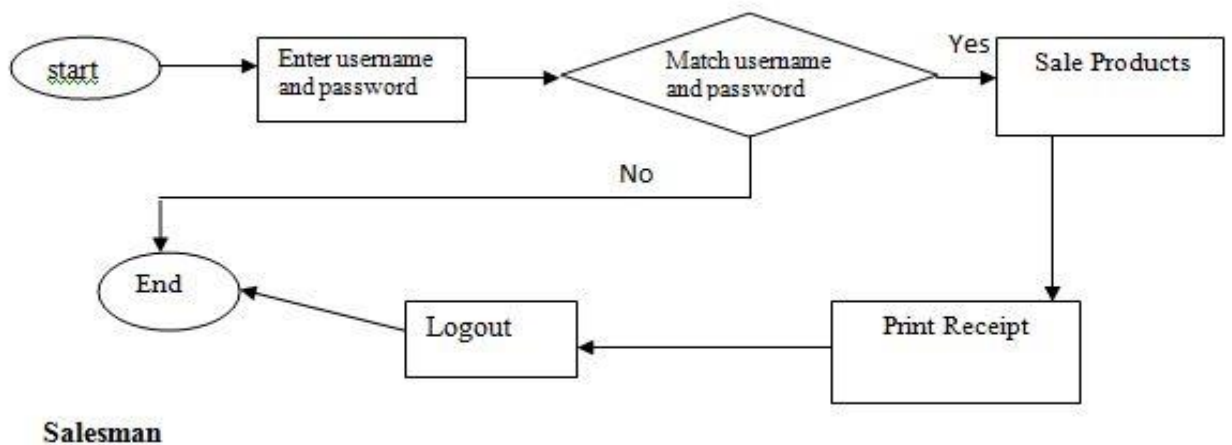 start
Enter username
and password
Match username
and password
Yes
Sale Products
No
End
Logout
Print Receipt
Salesman